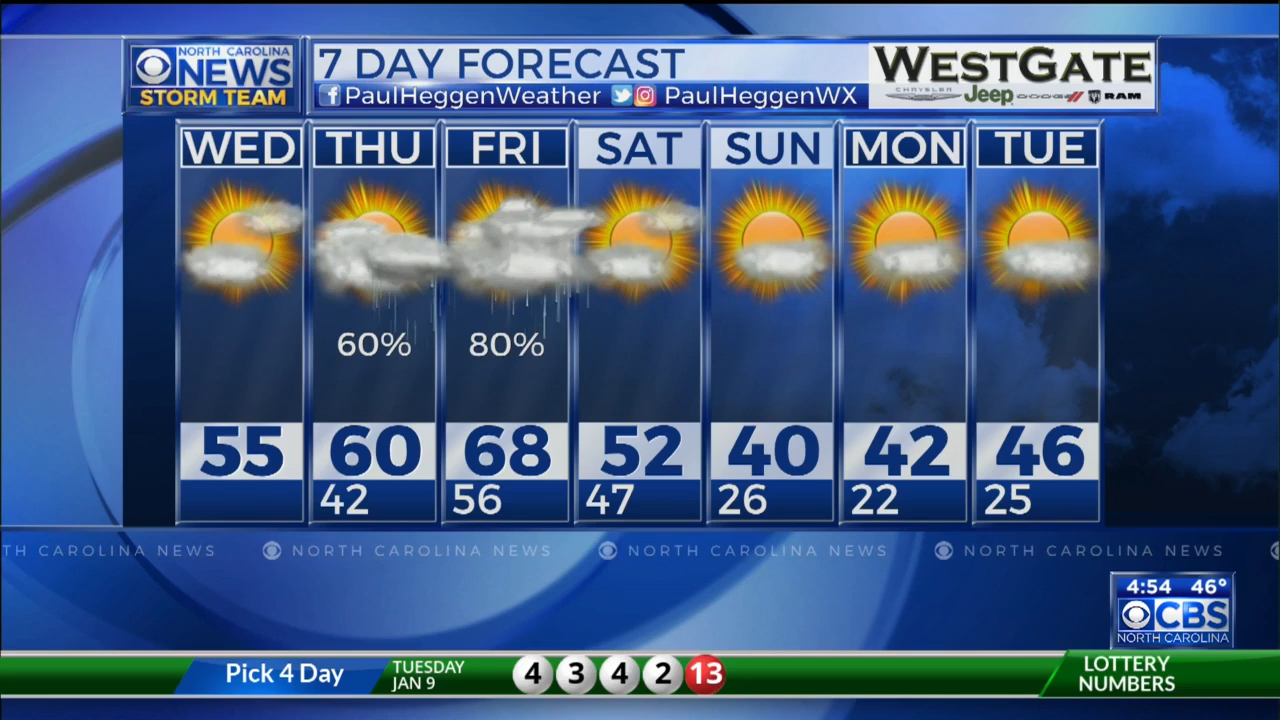 NORTH CAROLINA
NEWS
STORM TEAM
7 DAY FORECAST
PaulHeggenWeather PaulHeggenWX
WESTGATE
CHRYSLER Jeep DODGE RAM
WED THU FRI SAT SUN MON TUE
60% 80%
55 60 68 52 40 42 46
42 56 47 26 22 25
TH CAROLINA NEWS NORTH CAROLINA NEWS NORTH CAROLINA NEWS NORTH CAROLINA NEWS
4:54 46°
CBS
NORTH CAROLINA
Pick 4 Day
TUESDAY
JAN 9
4 3 4 2 13
LOTTERY
NUMBERS